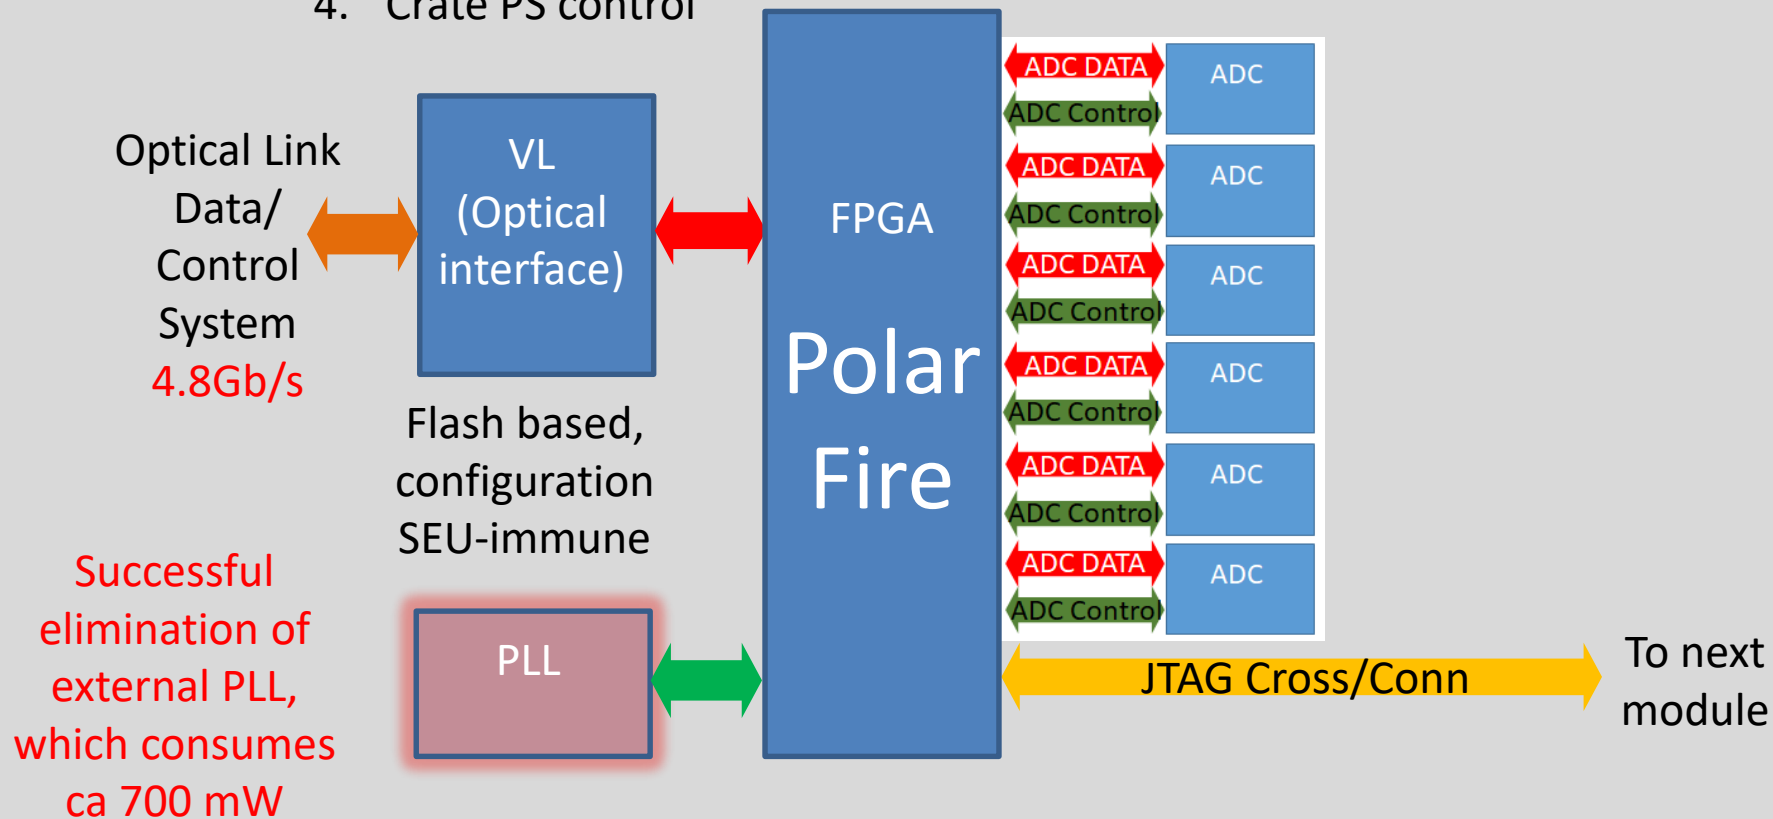 4. Crate PS control
Optical Link
Data/
Control
System
4.8Gb/s
VL
(Optical
interface)
Flash based,
configuration
SEU-immune
Successful
elimination of
external PLL,
which consumes
ca 700 mW
PLL
FPGA
Polar
Fire
ADC DATA
ADC Control
ADC
ADC DATA
ADC Control
ADC
ADC DATA
ADC Control
ADC
ADC DATA
ADC Control
ADC
ADC DATA
ADC Control
ADC
ADC DATA
ADC Control
ADC
JTAG Cross/Conn
To next
module